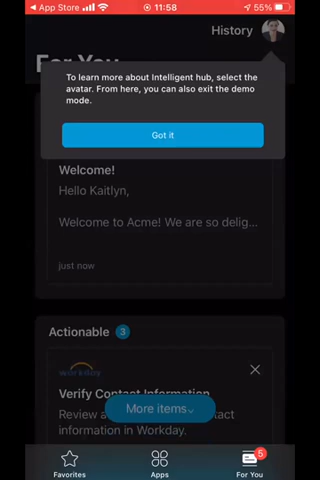 App Store
11:58
55%
History
For You
To learn more about Intelligent hub, select the
avatar. From here, you can also exit the demo
mode.
Got it
Welcome!
Hello Kaitlyn,
Welcome to Acme! We are so delig...
just now
Actionable 3
workday
Verify Contact Information
More items
information in Workday.
5
Favorites
Apps
For You